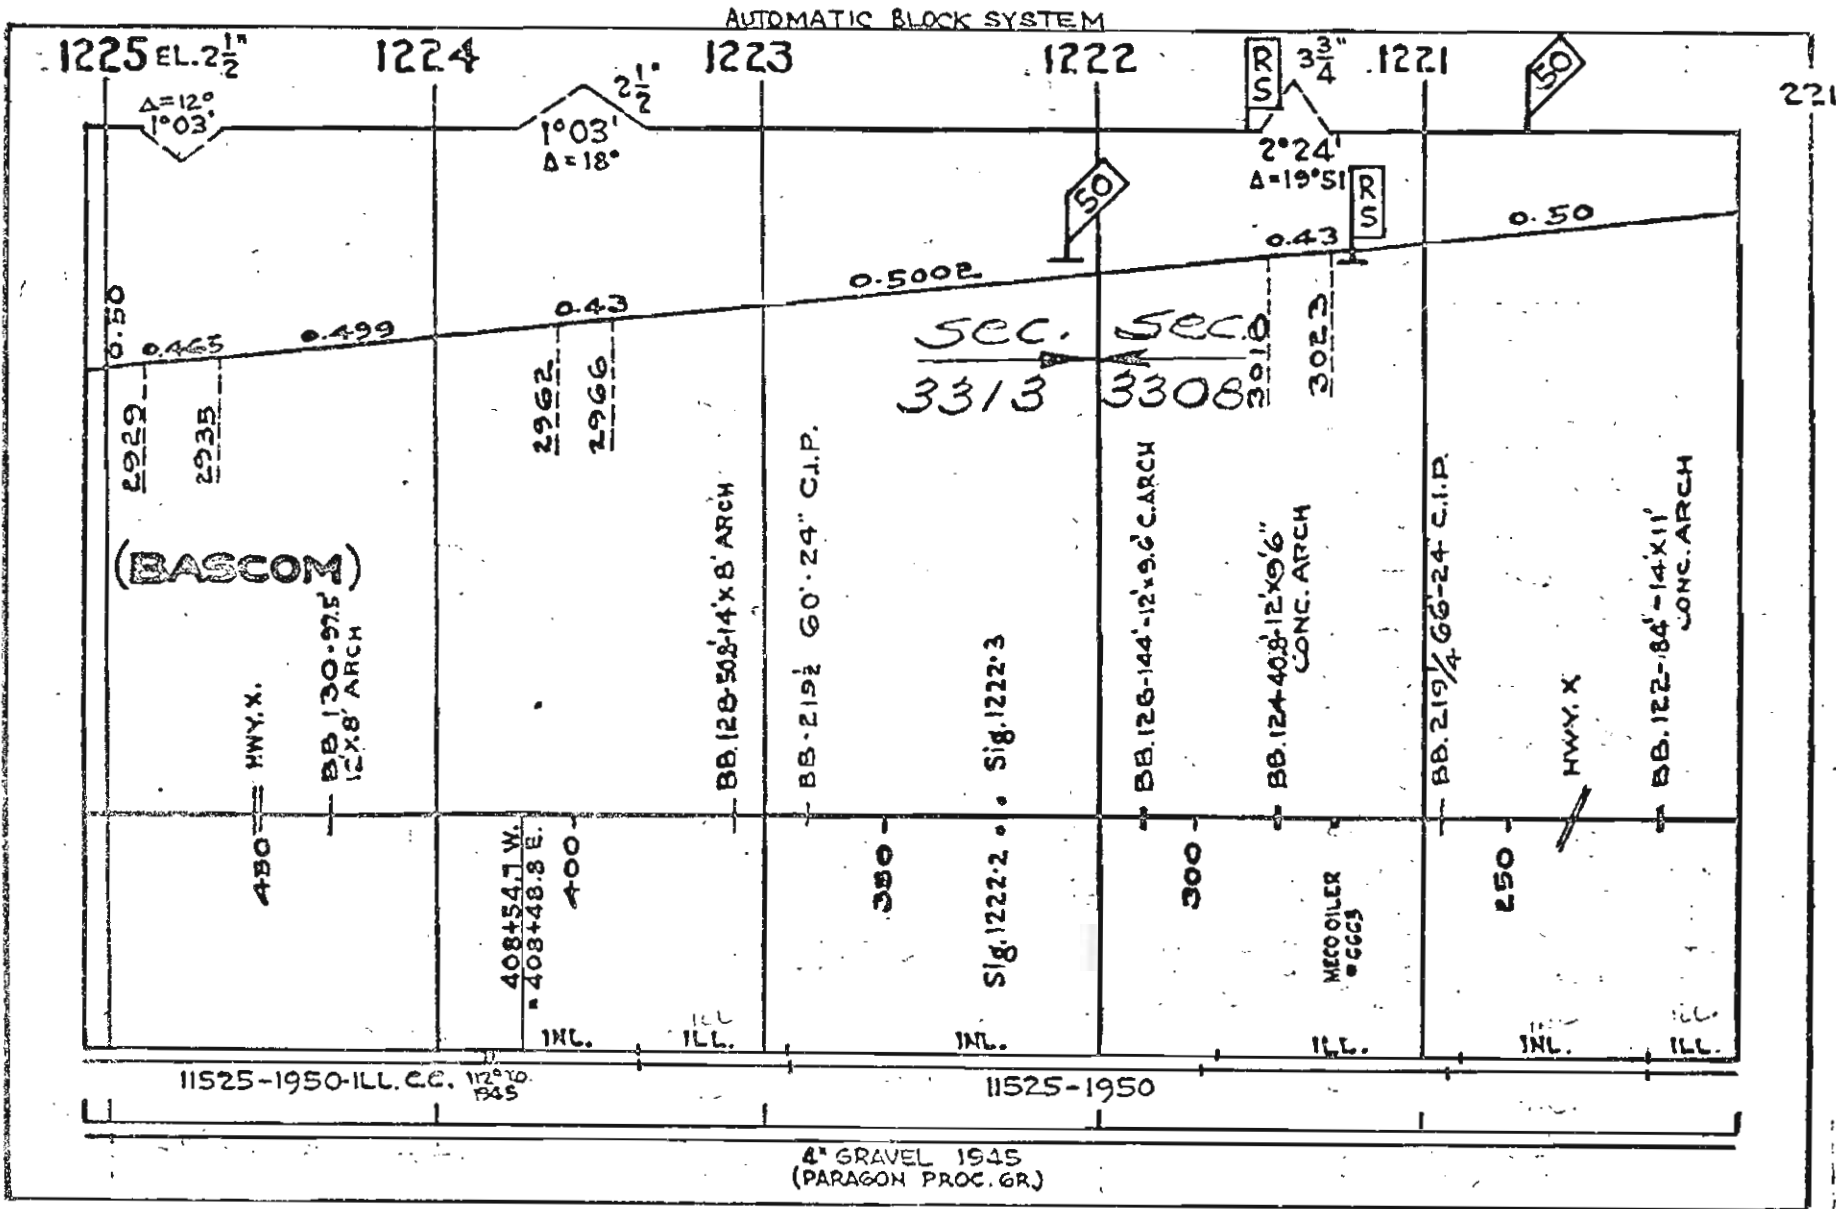 AUTOMATIC BLOCK SYSTEM
1225 EL. 2½"
1224
1223
1222
1221
221
Δ=12°
1°03'
2½"
1°03'
Δ=18°
R
S
3¾"
2°24'
Δ=19°51'
R
S
50
50
0.50
0.465
0.499
0.43
0.5002
0.43
0.50
2929
2935
2962
2966
3018
3023
Sec.
3313
Sec.
3308
(BASCOM)
HWY. X.
BB 130-97.5'
12'X8' ARCH
BB.128-50.8'-14'X8' ARCH
BB-219½ 60'-24" C.I.P.
Sig.1222.3
BB.126-144'-12'x9.6' C.ARCH
BB.124-40.8'-12'X9'6"
CONC. ARCH
BB.219¼ 66'-24" C.I.P.
HWY. X
BB.122-84'-14'X11'
CONC. ARCH
408+54.7 W.
= 408+48.8 E.
400
Sig.1222.2
300
MECO OILER
6663
250
INL.
ILL
ILL.
INL.
ILL.
INL.
ILL.
ILL.
11525-1950-ILL. C.C.
1945
11525-1950
4" GRAVEL 1945
(PARAGON PROC. GR.)